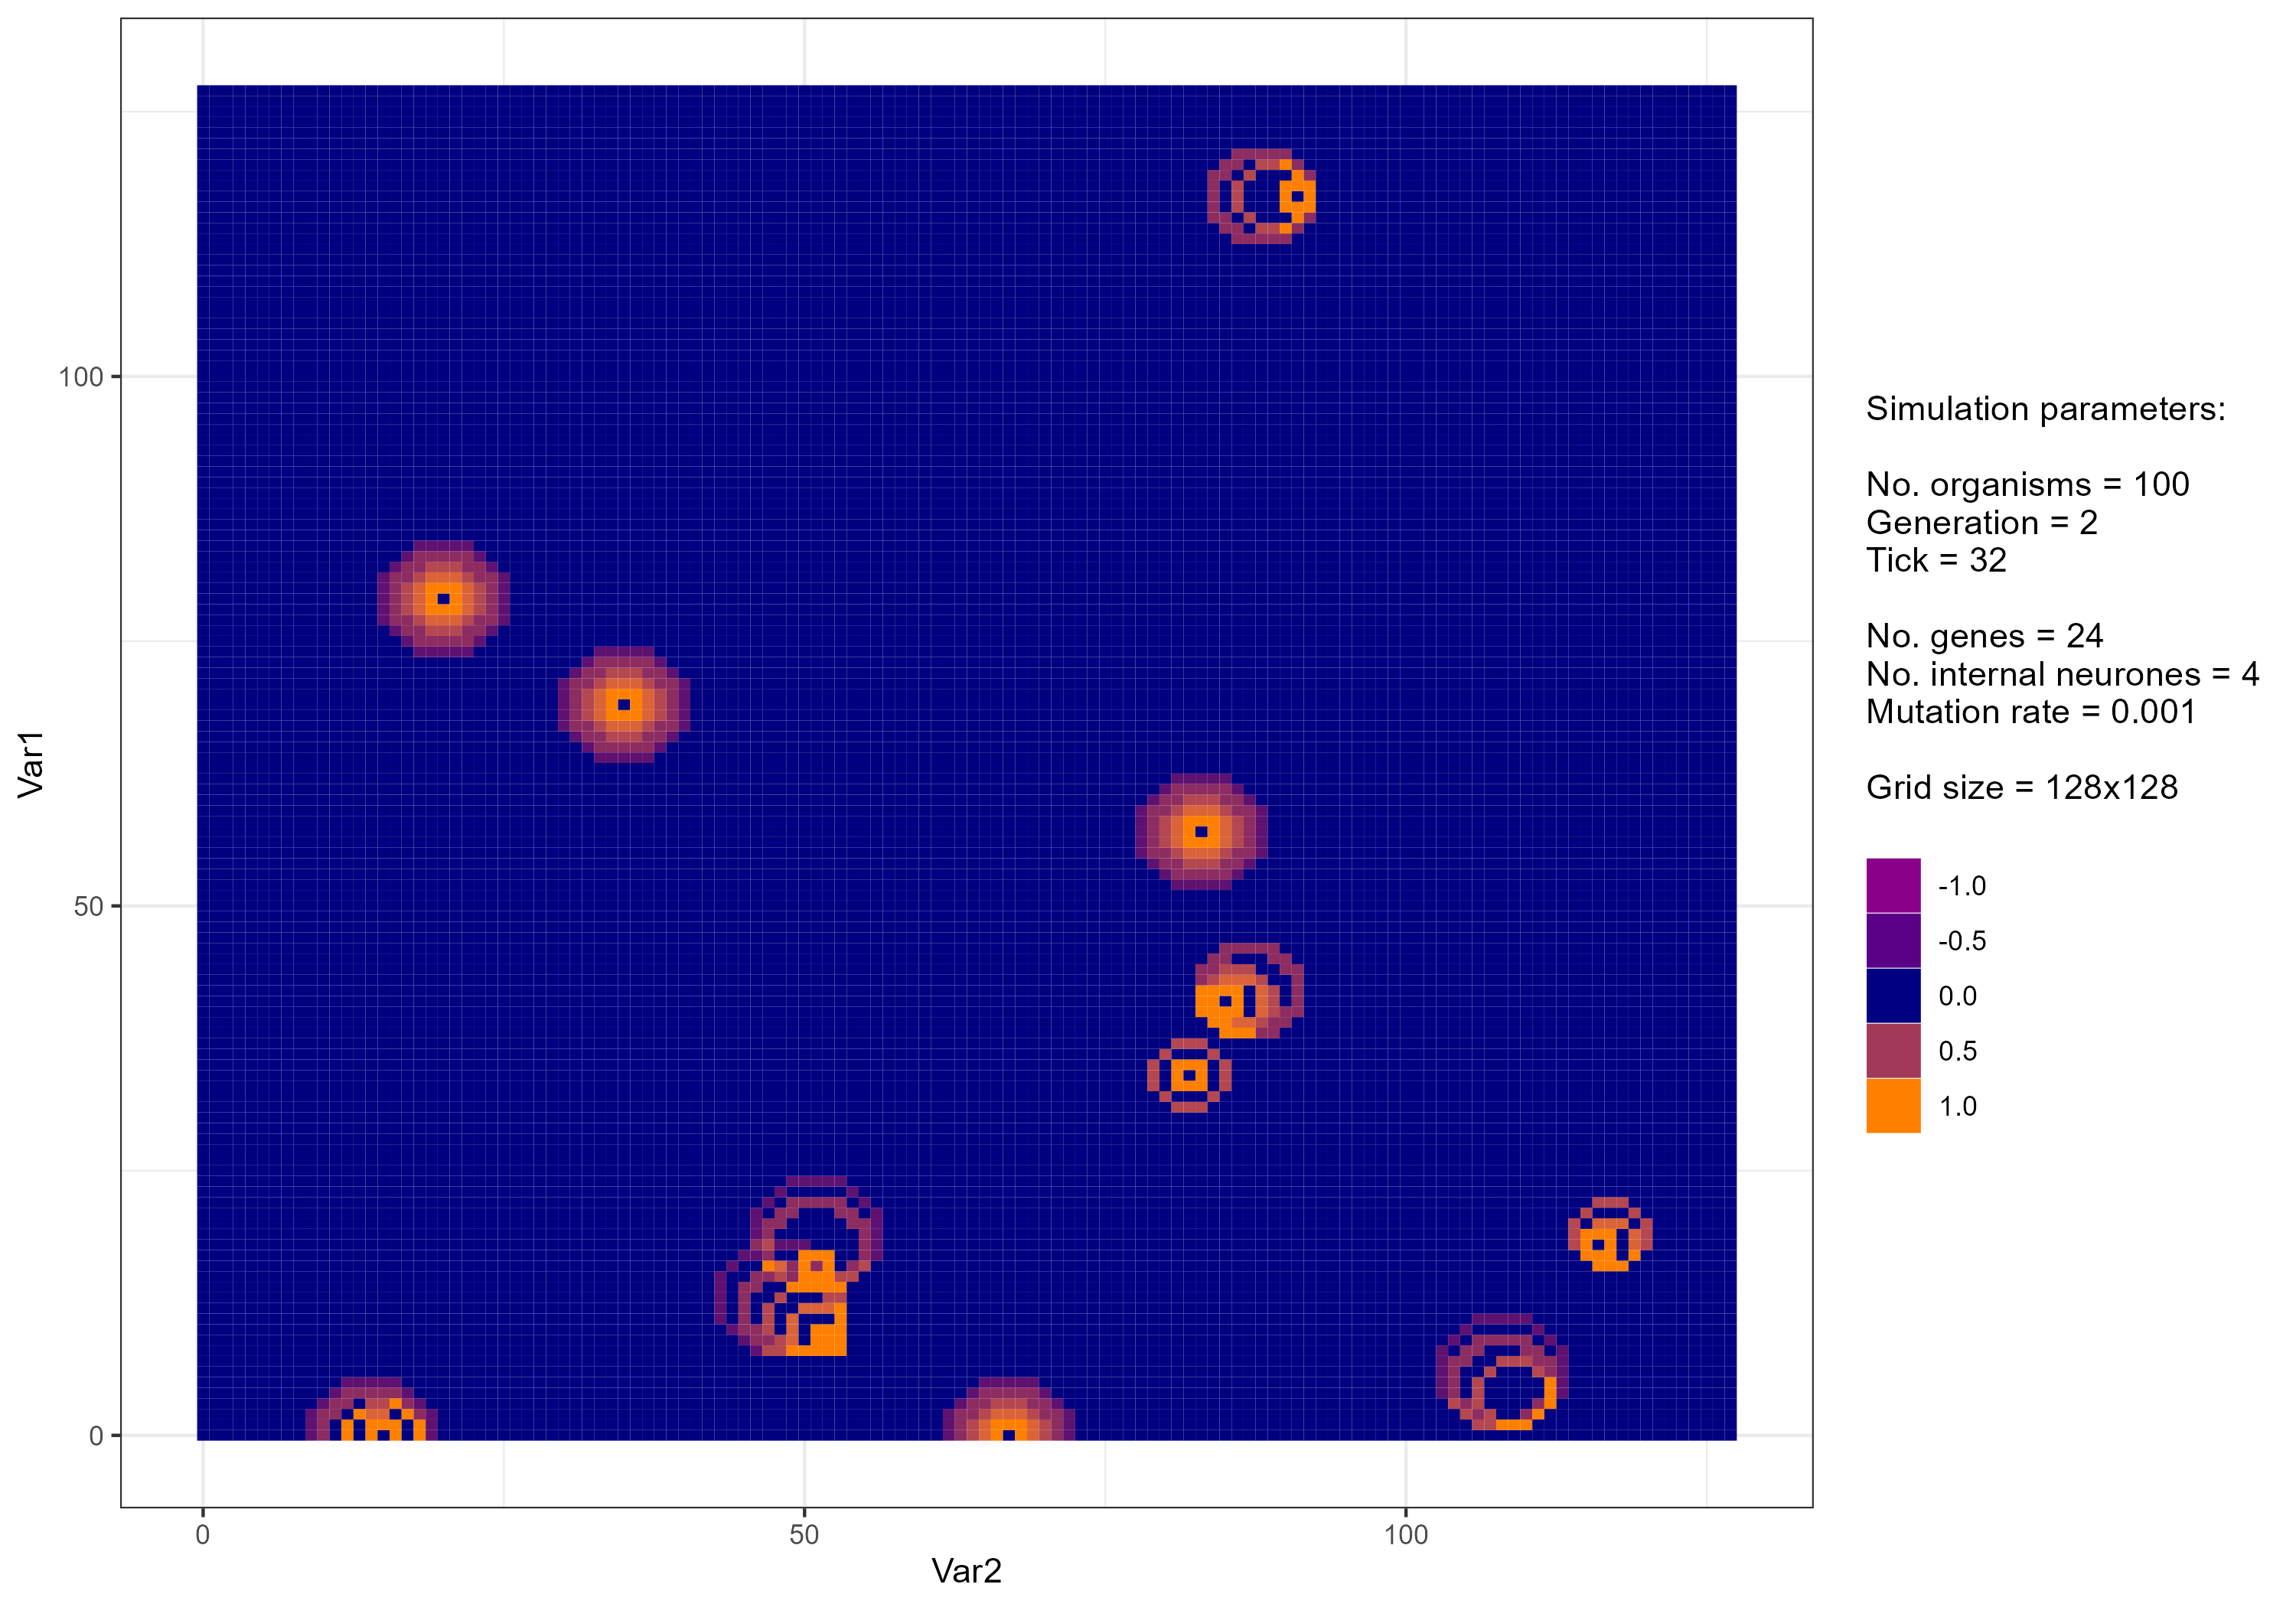 Simulation parameters:
No. organisms = 100
Generation = 2
Tick = 32
No. genes = 24
No. internal neurones = 4
Mutation rate = 0.001
Grid size = 128x128
-1.0
-0.5
0.0
0.5
1.0
Var1
100
50
0
0
50
100
Var2